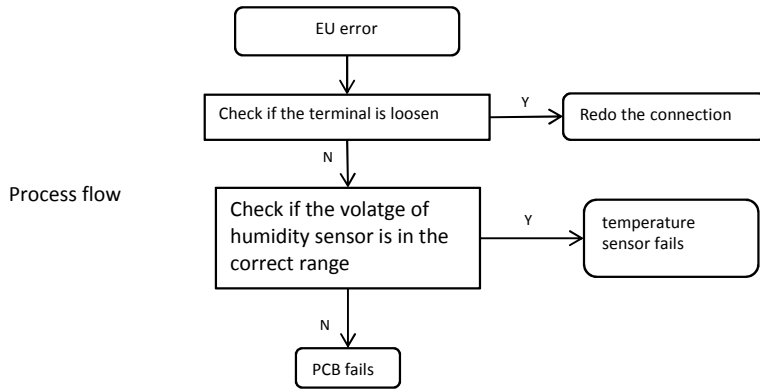 EU error
Check if the terminal is loosen
Y
Redo the connection
N
Process flow
Check if the volatge of
humidity sensor is in the
correct range
Y
temperature
sensor fails
N
PCB fails